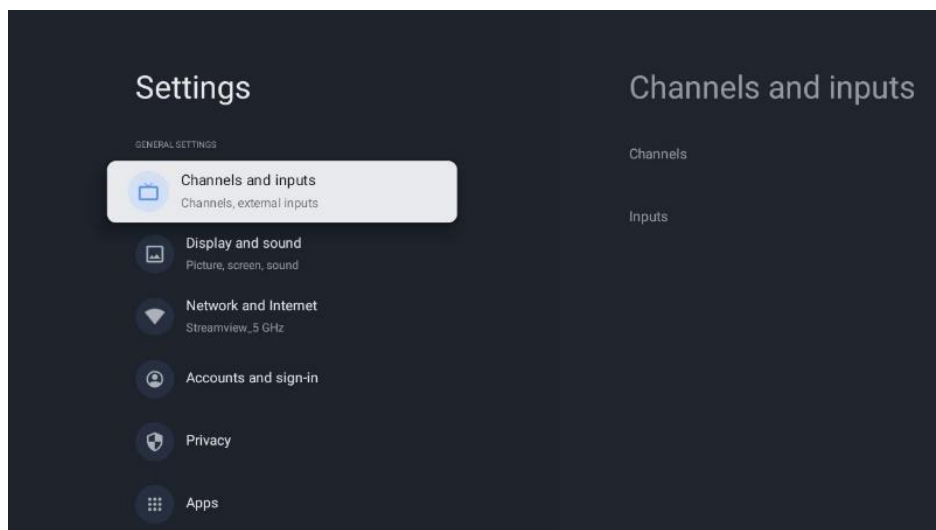 Settings
GENERAL SETTINGS
Channels and inputs
Channels, external inputs
Display and sound
Picture, screen, sound
Network and Internet
Streamview_5 GHz
Accounts and sign-in
Privacy
Apps
Channels and inputs
Channels
Inputs